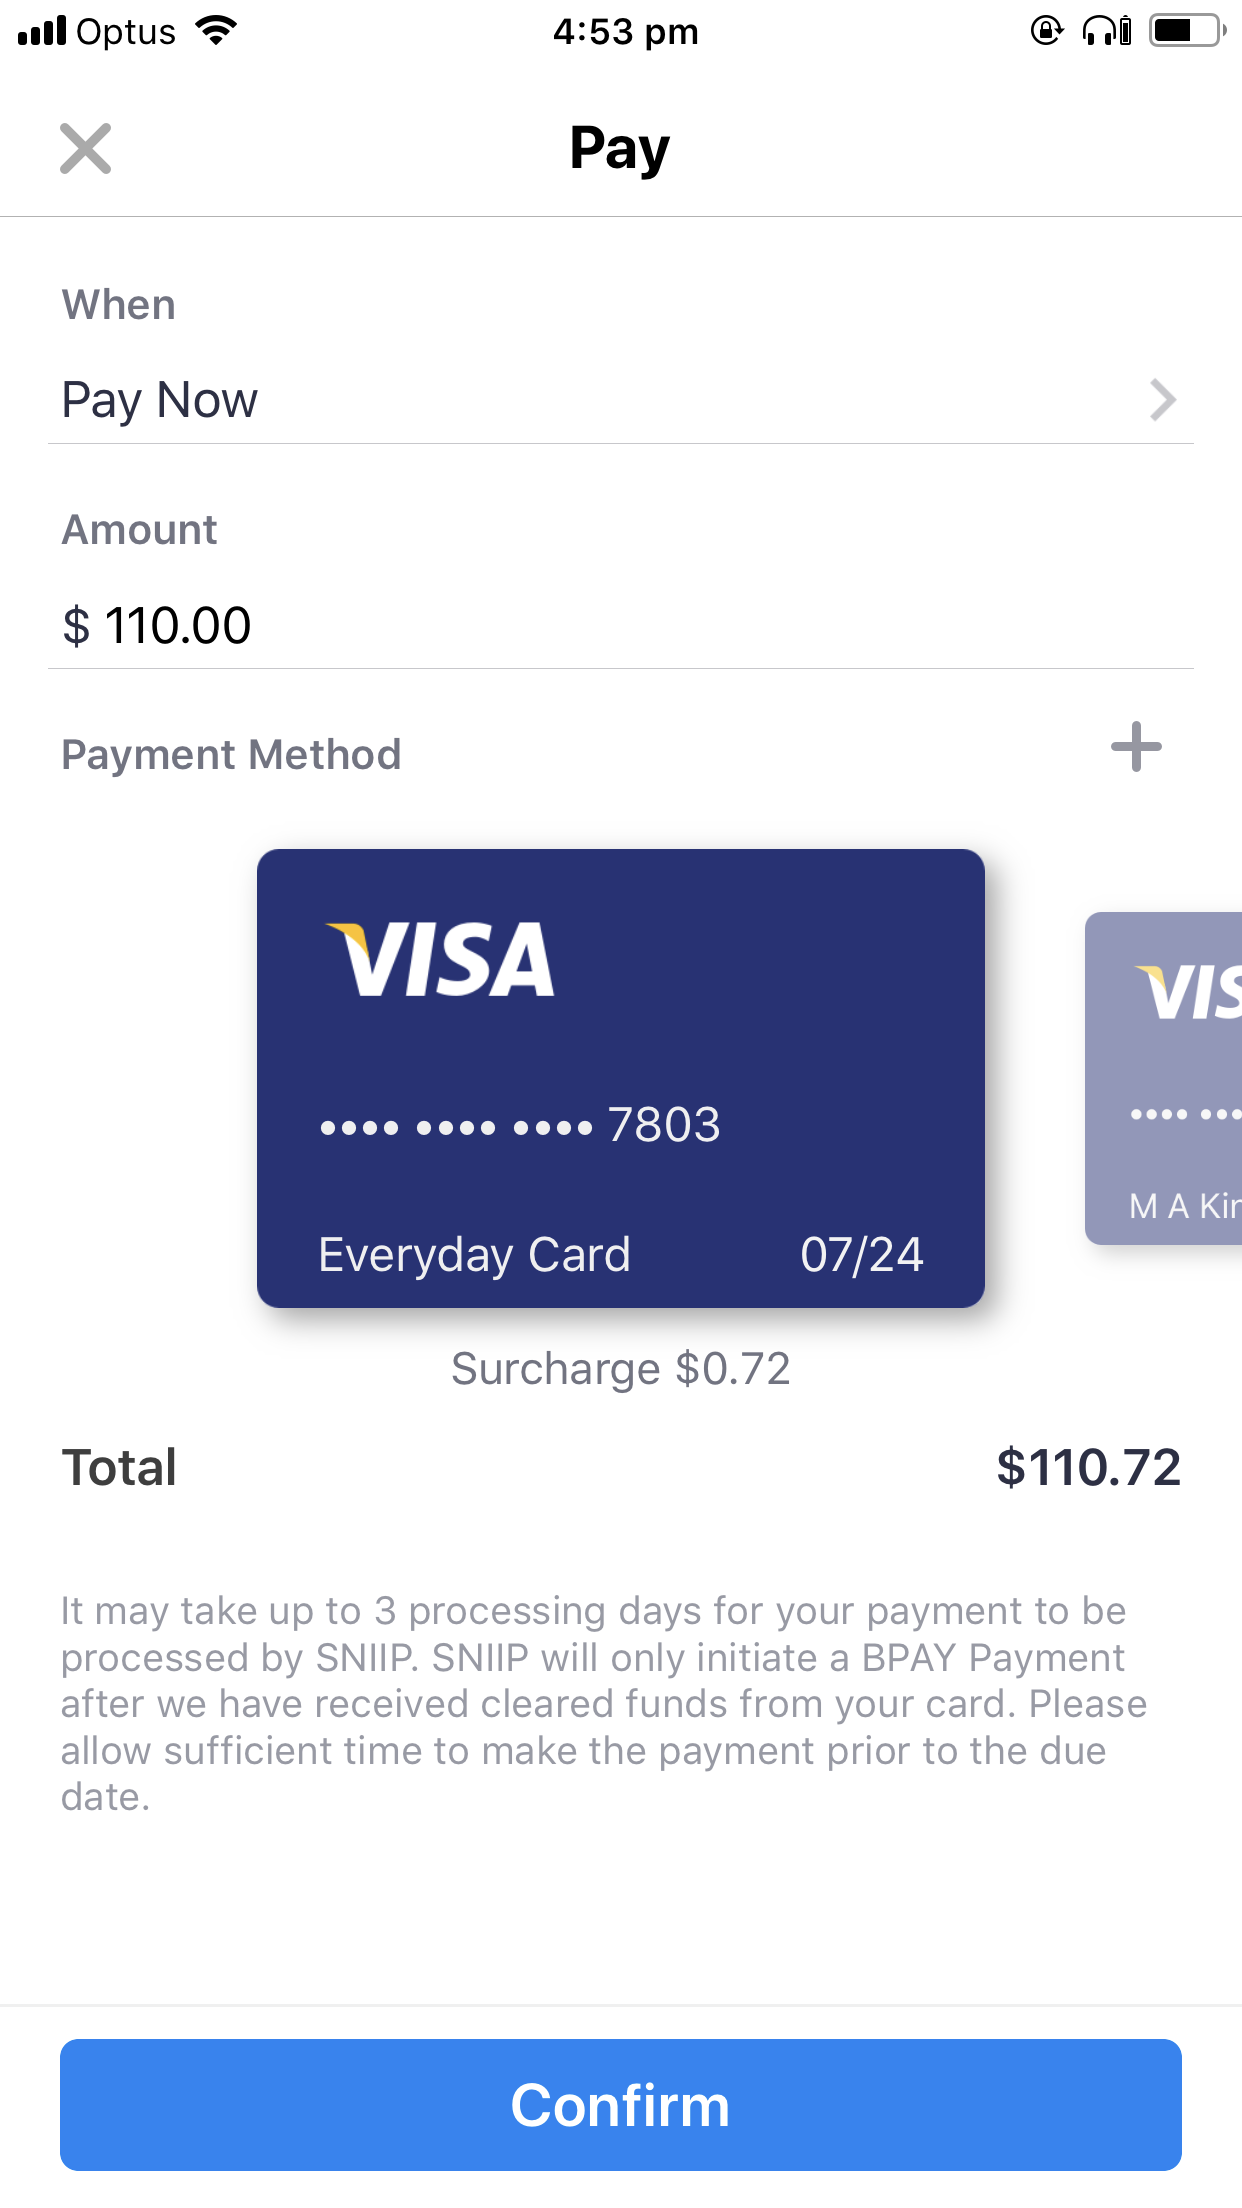 Optus
4:53 pm
Pay
When
Pay Now
Amount
$ 110.00
Payment Method
VISA
•••• •••• •••• 7803
Everyday Card 07/24
VIS
•••• •••
M A Kin
Surcharge $0.72
Total $110.72
It may take up to 3 processing days for your payment to be
processed by SNIIP. SNIIP will only initiate a BPAY Payment
after we have received cleared funds from your card. Please
allow sufficient time to make the payment prior to the due
date.
Confirm